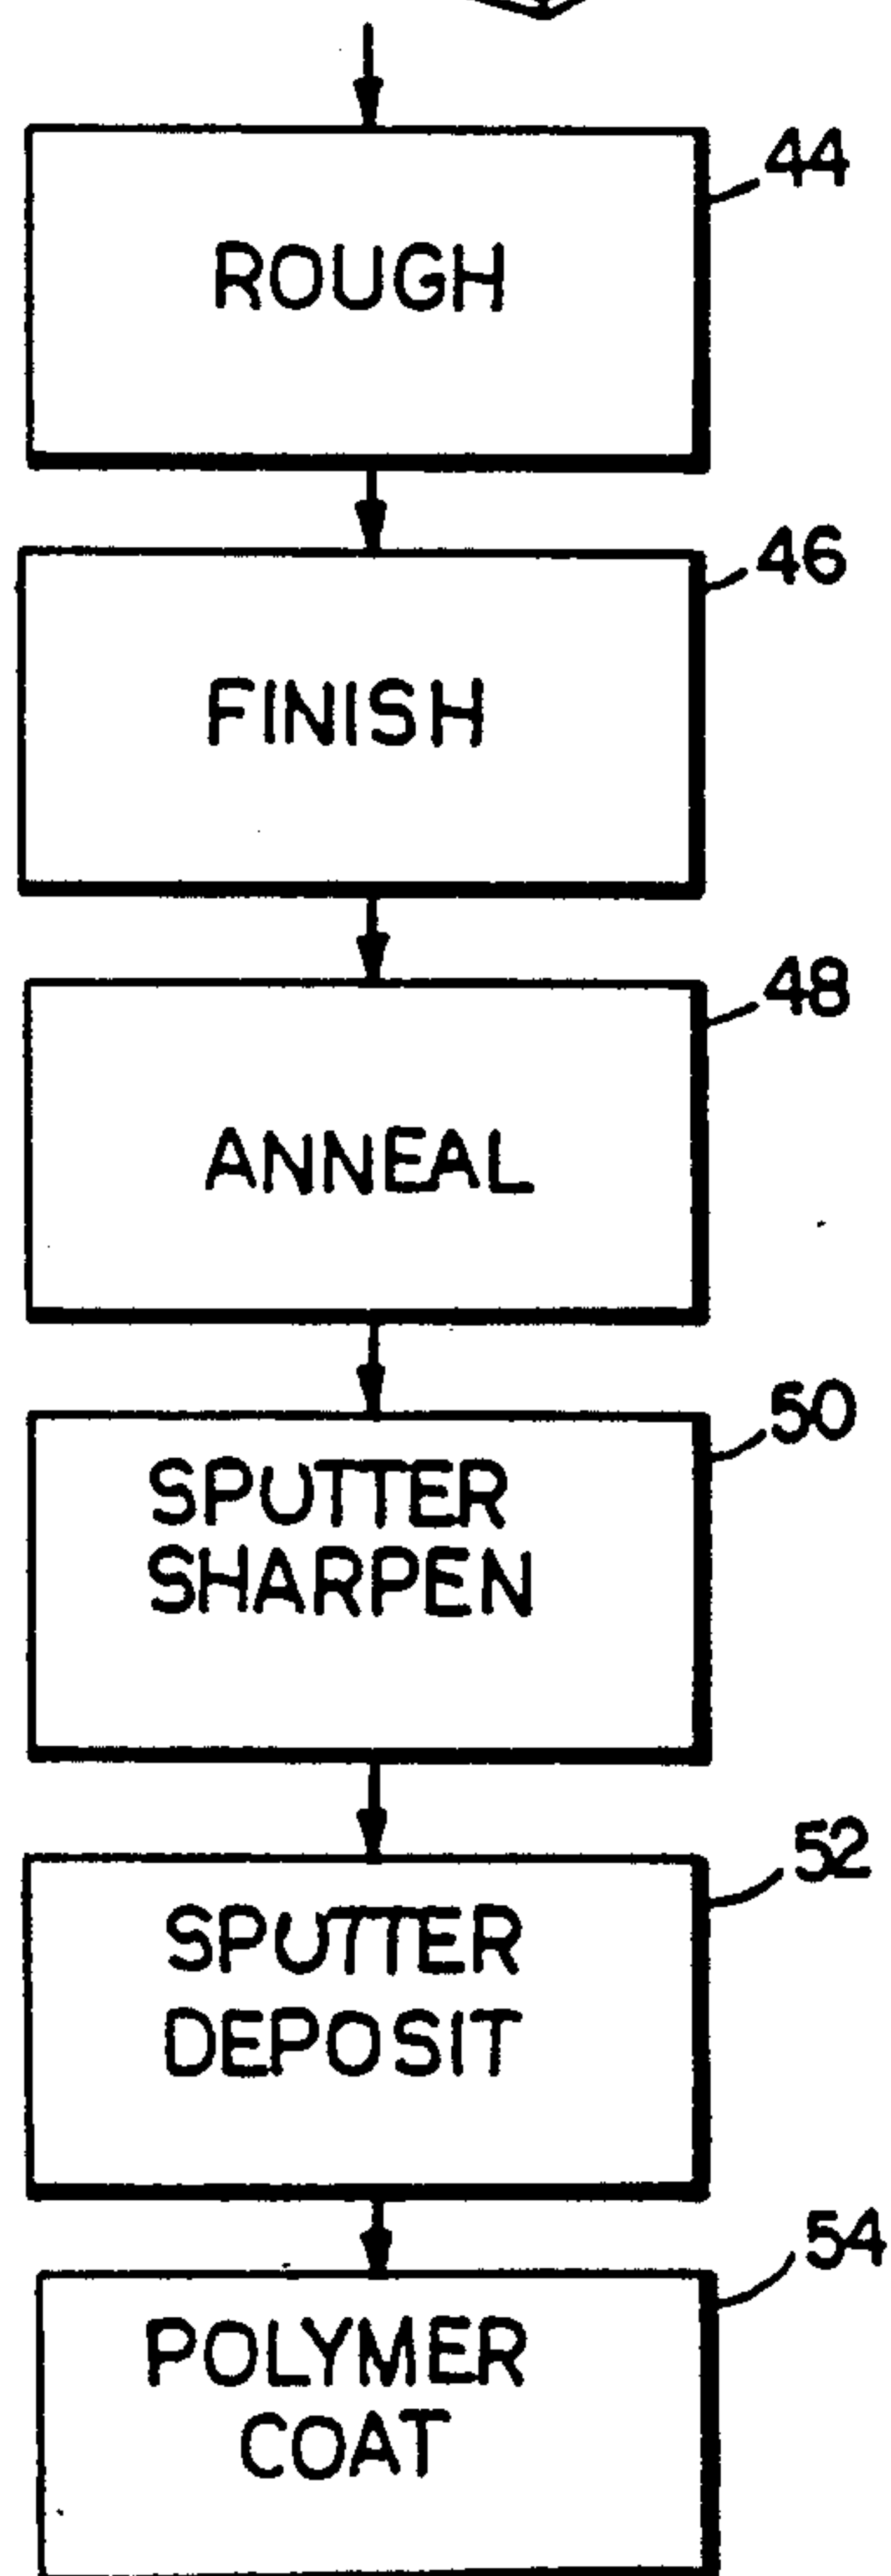 44
ROUGH
46
FINISH
48
ANNEAL
50
SPUTTER
SHARPEN
52
SPUTTER
DEPOSIT
54
POLYMER
COAT